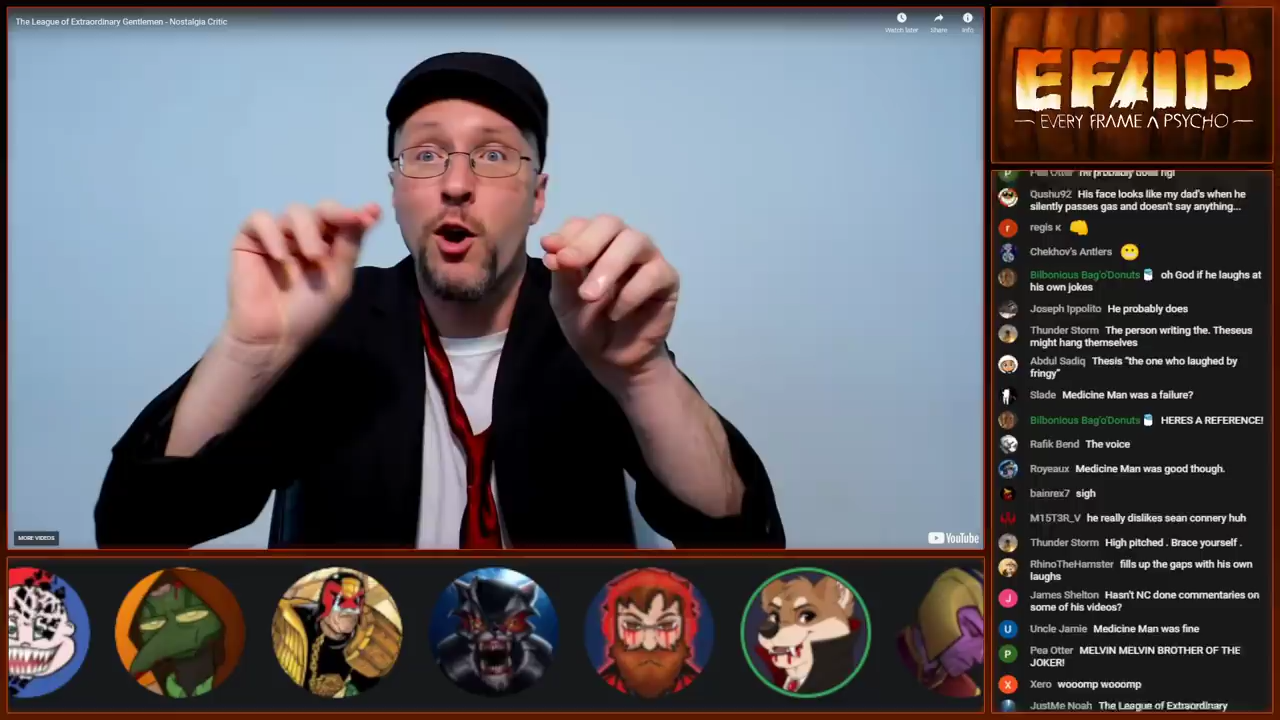 The League of Extraordinary Gentlemen - Nostalgia Critic
Watch later
Share
Info
MORE VIDEOS
YouTube
EFAP
EVERY FRAME A PSYCHO
Pea Otter
Qushu92 His face looks like my dad's when he
silently passes gas and doesn't say anything...
regis κ
Chekhov's Antlers
Bilbonious Bag'o'Donuts oh God if he laughs at
his own jokes
Joseph Ippolito He probably does
Thunder Storm The person writing the. Theseus
might hang themselves
Abdul Sadiq Thesis “the one who laughed by
fringy”
Slade Medicine Man was a failure?
Bilbonious Bag'o'Donuts HERES A REFERENCE!
Rafik Bend The voice
Royeaux Medicine Man was good though.
bainrex7 sigh
M15T3R_V he really dislikes sean connery huh
Thunder Storm High pitched . Brace yourself .
RhinoTheHamster fills up the gaps with his own
laughs
James Shelton Hasn't NC done commentaries on
some of his videos?
Uncle Jamie Medicine Man was fine
Pea Otter MELVIN MELVIN BROTHER OF THE
JOKER!
Xero wooomp wooomp
JustMe Noah The League of Extraordinary